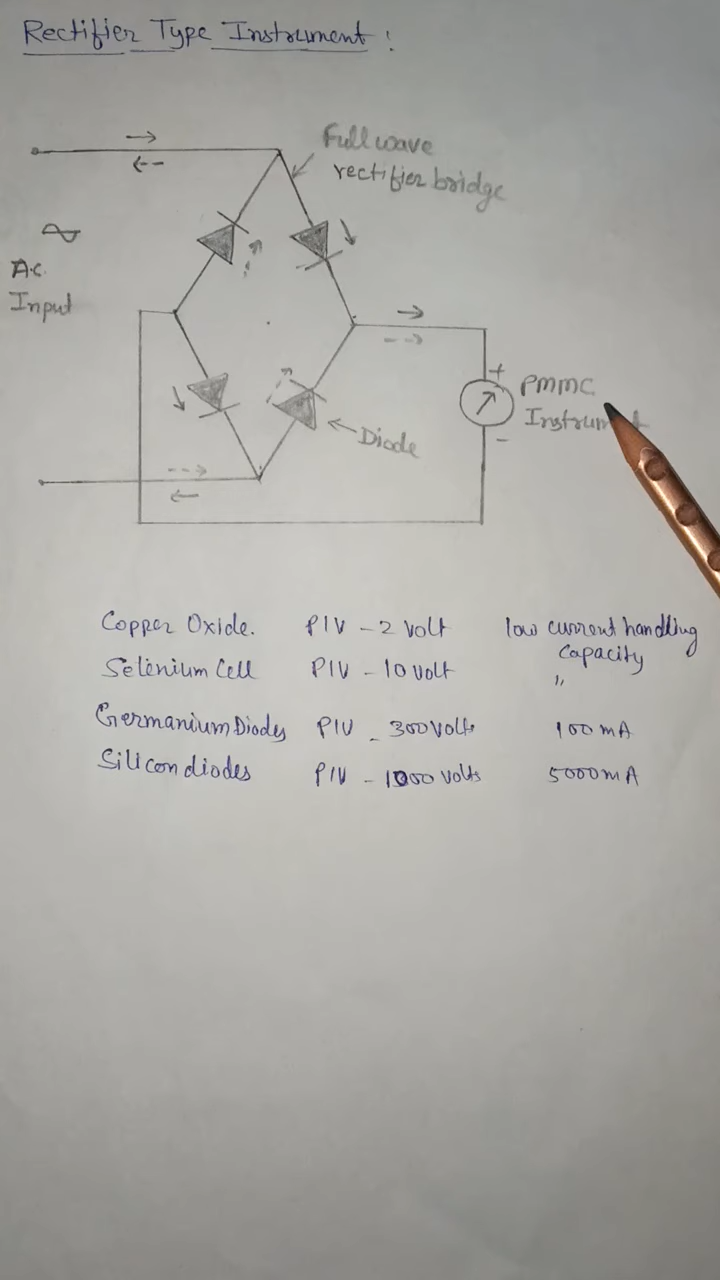 Rectifier Type Instrument :
Full wave
rectifier bridge
A.C.
Input
+
PMMC
Instrument
-
Diode
Copper Oxide. PIV - 2 Volt low current handling
Capacity
Selenium Cell PIV - 10 Volt "
Germanium Diodes PIV - 300 Volts 100 mA
Silicon diodes PIV - 1000 Volts 5000 mA